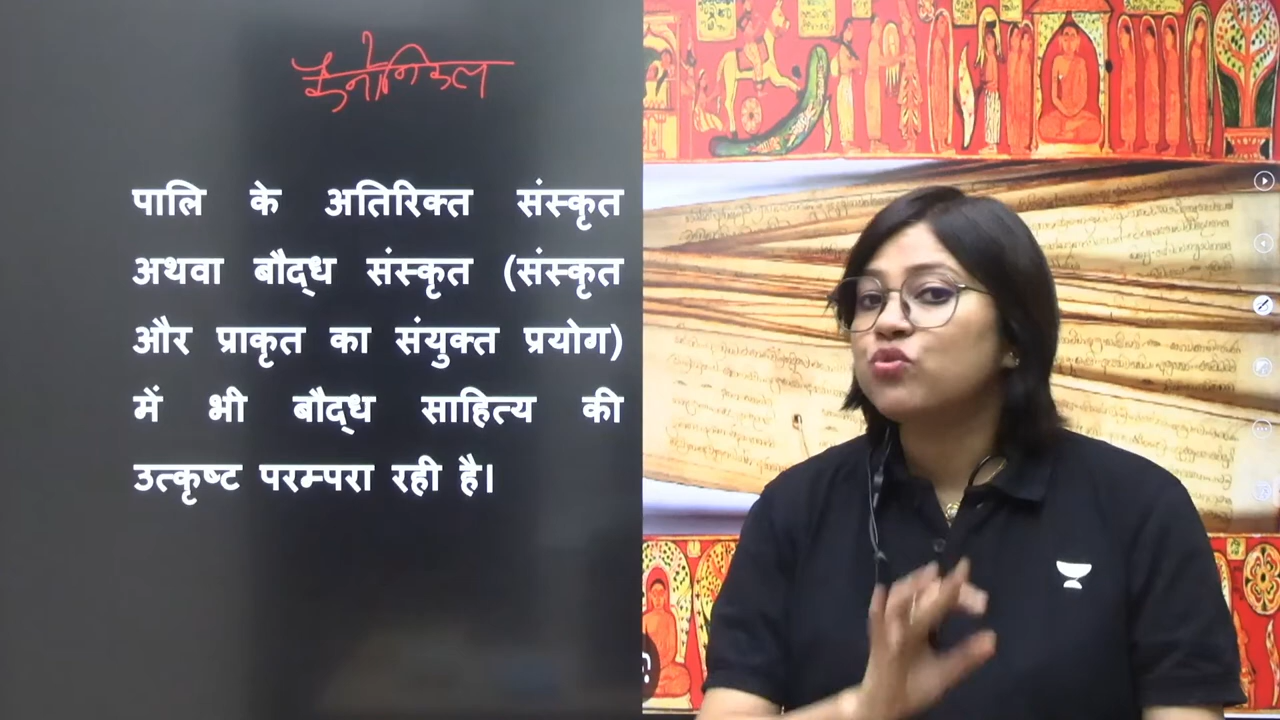 कैनोनिकल
पालि के अतिरिक्त संस्कृत
अथवा बौद्ध संस्कृत (संस्कृत
और प्राकृत का संयुक्त प्रयोग)
में भी बौद्ध साहित्य की
उत्कृष्ट परम्परा रही है।